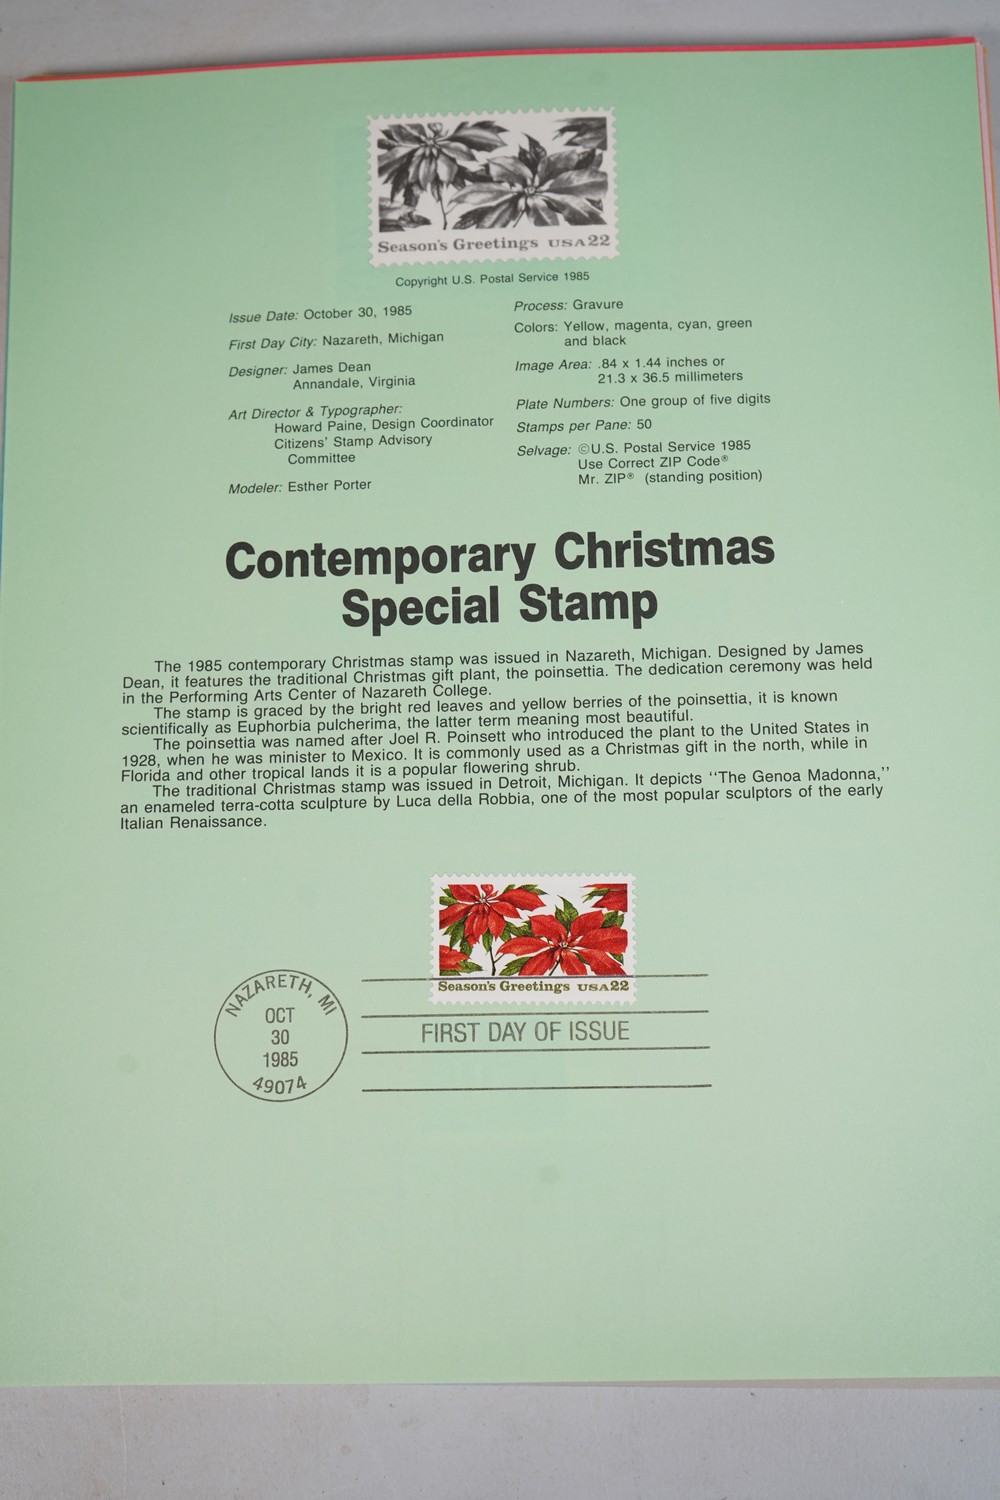 Season's Greetings USA22
Copyright U.S. Postal Service 1985
Issue Date: October 30, 1985
First Day City: Nazareth, Michigan
Designer: James Dean
Annandale, Virginia
Art Director & Typographer:
Howard Paine, Design Coordinator
Citizens' Stamp Advisory
Committee
Modeler: Esther Porter
Process: Gravure
Colors: Yellow, magenta, cyan, green
and black
Image Area: .84 x 1.44 inches or
21.3 x 36.5 millimeters
Plate Numbers: One group of five digits
Stamps per Pane: 50
Selvage: ©U.S. Postal Service 1985
Use Correct ZIP Code®
Mr. ZIP® (standing position)
Contemporary Christmas
Special Stamp
The 1985 contemporary Christmas stamp was issued in Nazareth, Michigan. Designed by James
Dean, it features the traditional Christmas gift plant, the poinsettia. The dedication ceremony was held
in the Performing Arts Center of Nazareth College.
The stamp is graced by the bright red leaves and yellow berries of the poinsettia, it is known
scientifically as Euphorbia pulcherima, the latter term meaning most beautiful.
The poinsettia was named after Joel R. Poinsett who introduced the plant to the United States in
1928, when he was minister to Mexico. It is commonly used as a Christmas gift in the north, while in
Florida and other tropical lands it is a popular flowering shrub.
The traditional Christmas stamp was issued in Detroit, Michigan. It depicts ''The Genoa Madonna,''
an enameled terra-cotta sculpture by Luca della Robbia, one of the most popular sculptors of the early
Italian Renaissance.
Season's Greetings USA22
NAZARETH, MI
OCT
30
1985
49074
FIRST DAY OF ISSUE